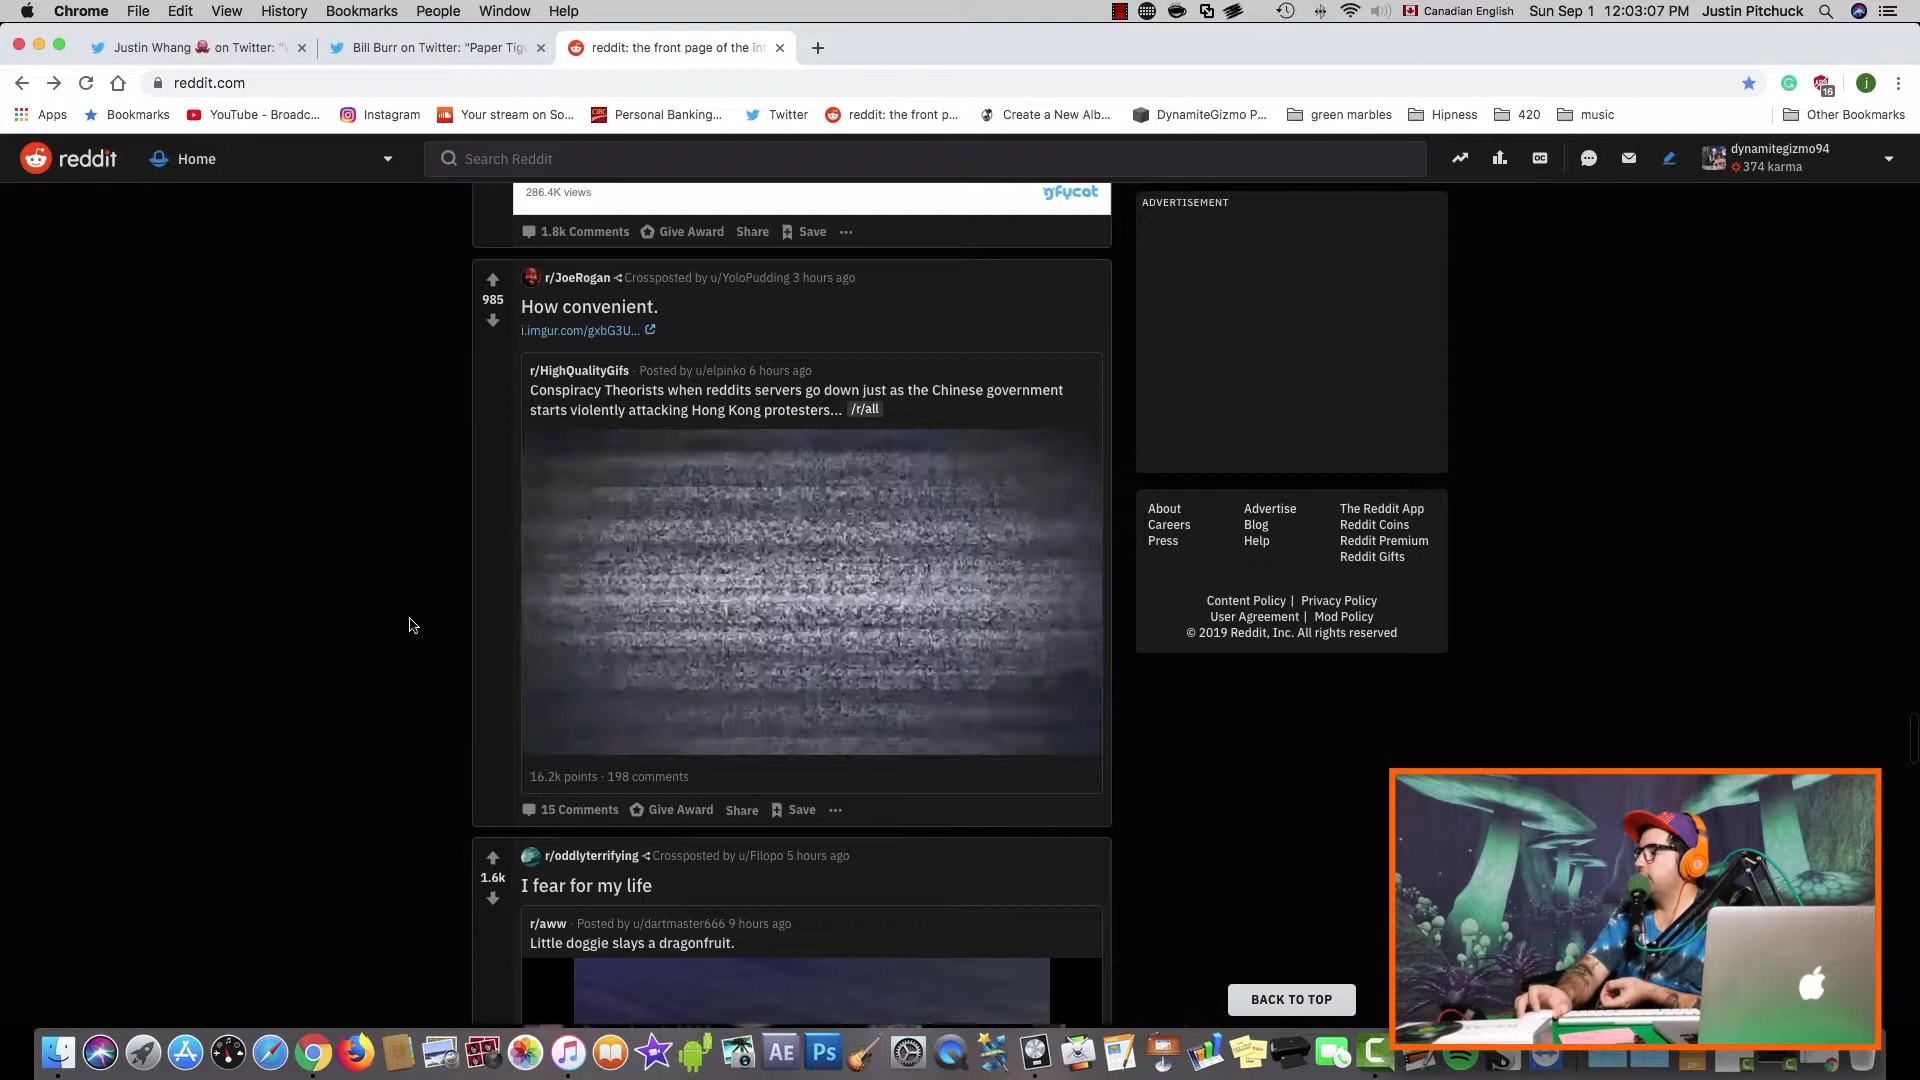 Chrome File Edit View History Bookmarks People Window Help Canadian English Sun Sep 1 12:03:07 PM Justin Pitchuck
Justin Whang on Twitter: " Bill Burr on Twitter: "Paper Tig reddit: the front page of the in
reddit.com j
16
Apps Bookmarks YouTube - Broadc... Instagram Your stream on So... CIBC Personal Banking... Twitter reddit: the front p... Create a New Alb... DynamiteGizmo P... green marbles Hipness 420 music Other Bookmarks
reddit Home Search Reddit OC dynamitegizmo94
374 karma
286.4K views gfycat
1.8k Comments Give Award Share Save
ADVERTISEMENT
r/JoeRogan Crossposted by u/YoloPudding 3 hours ago
985
How convenient.
i.imgur.com/gxbG3U...
r/HighQualityGifs · Posted by u/elpinko 6 hours ago
Conspiracy Theorists when reddits servers go down just as the Chinese government
starts violently attacking Hong Kong protesters... /r/all
16.2k points · 198 comments
15 Comments Give Award Share Save
About Advertise The Reddit App
Careers Blog Reddit Coins
Press Help Reddit Premium
Reddit Gifts
Content Policy | Privacy Policy
User Agreement | Mod Policy
© 2019 Reddit, Inc. All rights reserved
r/oddlyterrifying Crossposted by u/Fllopo 5 hours ago
1.6k
I fear for my life
r/aww · Posted by u/dartmaster666 9 hours ago
Little doggie slays a dragonfruit.
BACK TO TOP
AE Ps